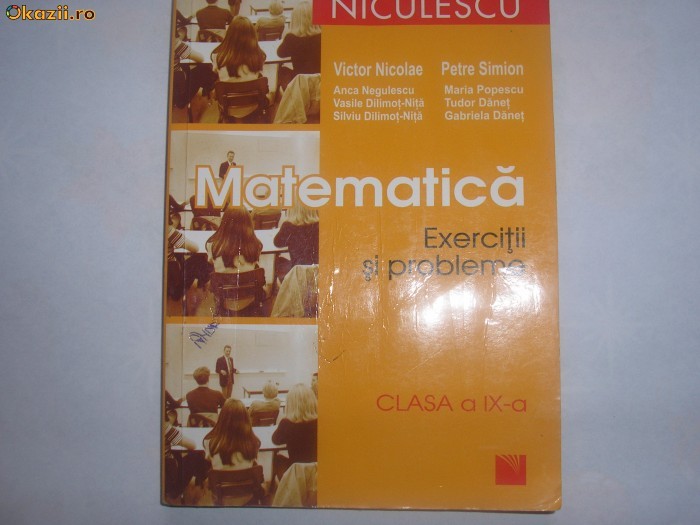 Okazii.ro
NICULESCU
Victor Nicolae Petre Simion
Anca Negulescu Maria Popescu
Vasile Dilimoț-Niță Tudor Dăneț
Silviu Dilimoț-Niță Gabriela Dăneț
Matematică
Exerciții
și probleme
CLASA a IX-a